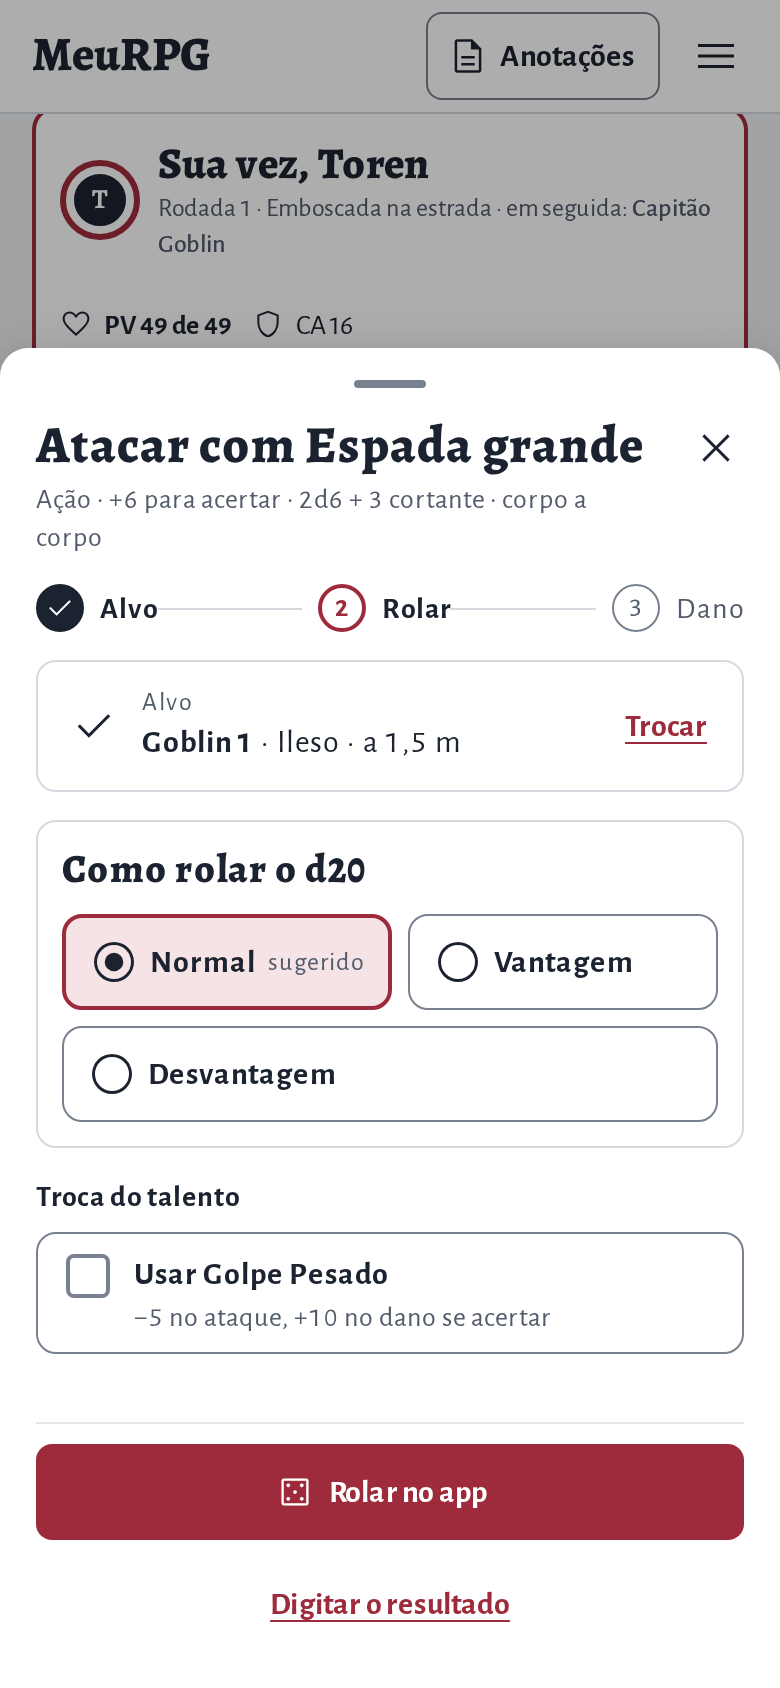 MeuRPG
Anotações
Sua vez, Toren
T
Rodada 1 · Emboscada na estrada · em seguida: Capitão
Goblin
PV 49 de 49 CA 16
Atacar com Espada grande
Ação · +6 para acertar · 2d6 + 3 cortante · corpo a
corpo
Alvo 2 Rolar 3 Dano
Alvo
Goblin 1 · Ileso · a 1,5 m
Trocar
Como rolar o d20
Normal sugerido
Vantagem
Desvantagem
Troca do talento
Usar Golpe Pesado
−5 no ataque, +10 no dano se acertar
Rolar no app
Digitar o resultado